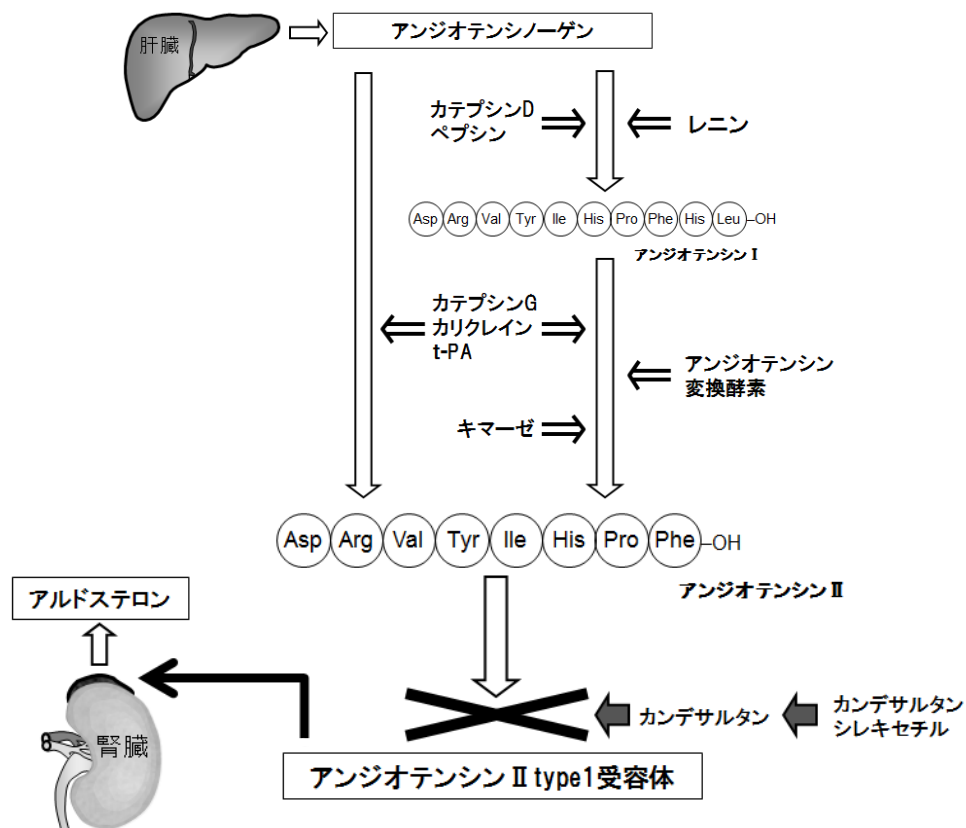 肝臓
アンジオテンシノーゲン
カテプシンD
ペプシン
レニン
Asp Arg Val Tyr Ile His Pro Phe His Leu –OH
アンジオテンシンⅠ
カテプシンG
カリクレイン
t-PA
アンジオテンシン
変換酵素
キマーゼ
Asp Arg Val Tyr Ile His Pro Phe –OH
アンジオテンシンⅡ
アルドステロン
腎臓
カンデサルタン
カンデサルタン
シレキセチル
アンジオテンシンⅡ type1受容体